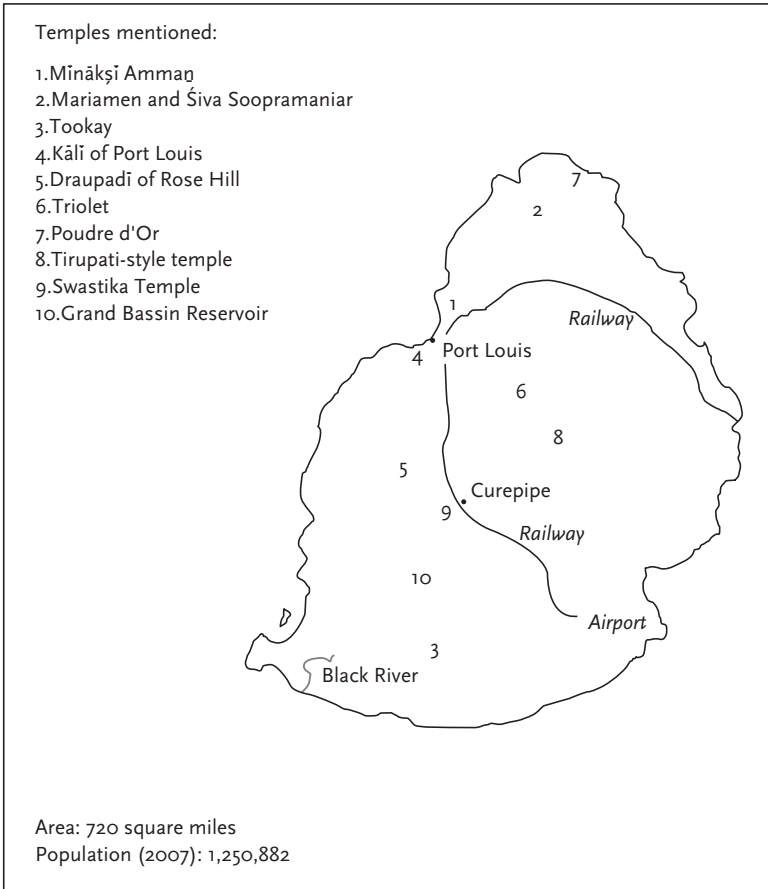 Temples mentioned:
1.Mīnākṣī Ammaṉ
2.Mariamen and Śiva Soopramaniar
3.Tookay
4.Kālī of Port Louis
5.Draupadī of Rose Hill
6.Triolet
7.Poudre d'Or
8.Tirupati-style temple
9.Swastika Temple
10.Grand Bassin Reservoir
7
2
1
Railway
Port Louis
4
6
8
5
Curepipe
9
Railway
10
Airport
3
Black River
Area: 720 square miles
Population (2007): 1,250,882